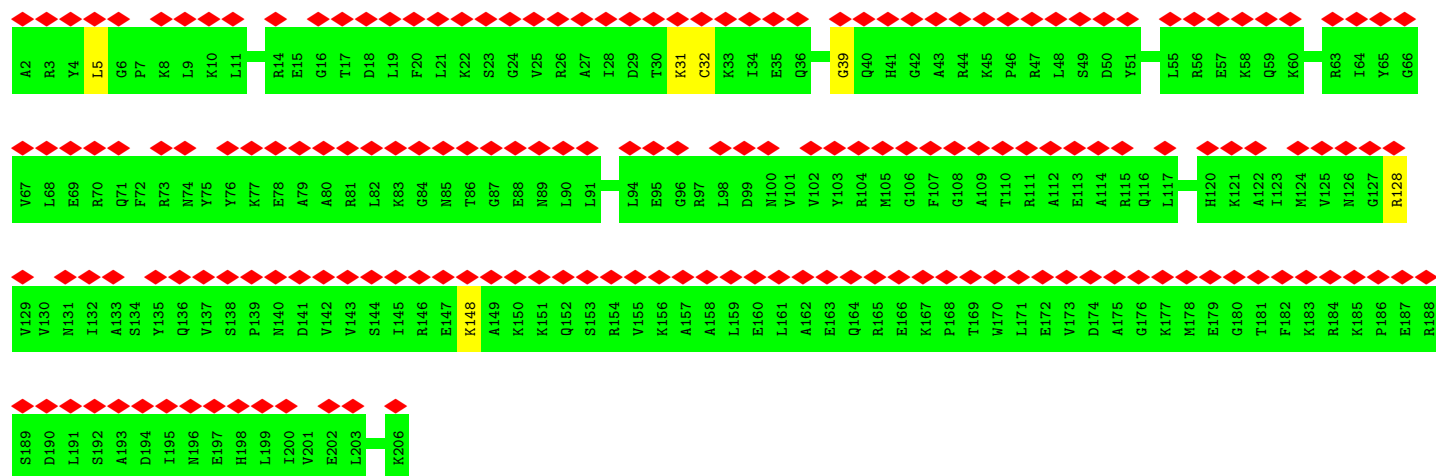 A2 R3 Y4 L5 G6 P7 K8 L9 K10 L11 R14 E15 G16 T17 D18 L19 F20 L21 K22 S23 G24 V25 R26 A27 I28 D29 T30 K31 C32 K33 I34 E35 Q36 G39 Q40 H41 G42 A43 R44 K45 P46 R47 L48 S49 D50 Y51 L55 R56 E57 K58 Q59 K60 R63 I64 Y65 G66
V67 L68 E69 R70 Q71 F72 R73 N74 Y75 Y76 K77 E78 A79 A80 R81 L82 K83 G84 N85 T86 G87 E88 N89 L90 L91 L94 E95 G96 R97 L98 D99 N100 V101 V102 Y103 R104 M105 G106 F107 G108 A109 T110 R111 A112 E113 A114 R115 Q116 L117 H120 K121 A122 I123 M124 V125 N126 G127 R128
V129 V130 N131 I132 A133 S134 Y135 Q136 V137 S138 P139 N140 D141 V142 V143 S144 I145 R146 E147 K148 A149 K150 K151 Q152 S153 R154 V155 K156 A157 A158 L159 E160 L161 A162 E163 Q164 R165 E166 K167 P168 T169 W170 L171 E172 V173 D174 A175 G176 K177 M178 E179 G180 T181 F182 K183 R184 K185 P186 E187 R188
S189 D190 L191 S192 A193 D194 I195 N196 E197 H198 L199 I200 V201 E202 L203 K206